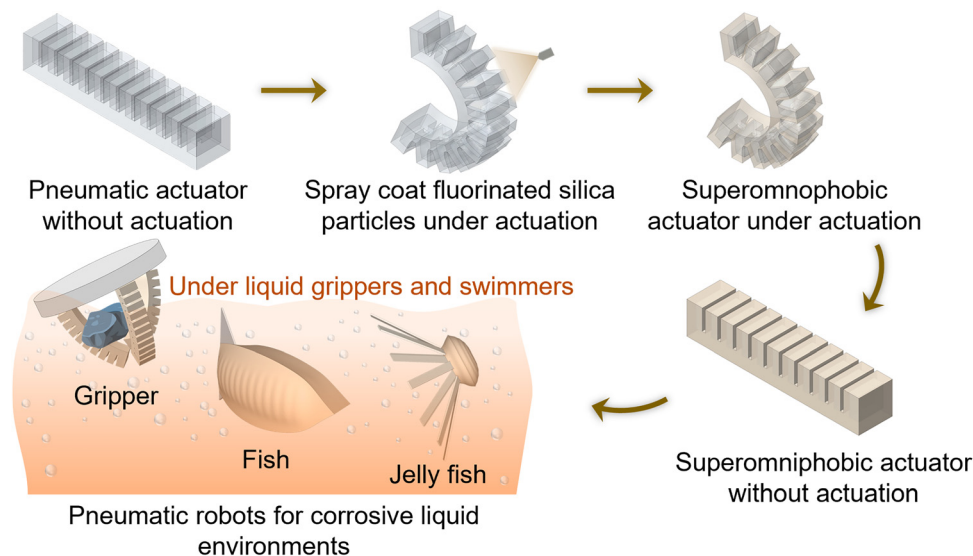 Pneumatic actuator
without actuation
Spray coat fluorinated silica
particles under actuation
Superomnophobic
actuator under actuation
Superomniphobic actuator
without actuation
Under liquid grippers and swimmers
Gripper
Fish
Jelly fish
Pneumatic robots for corrosive liquid
environments